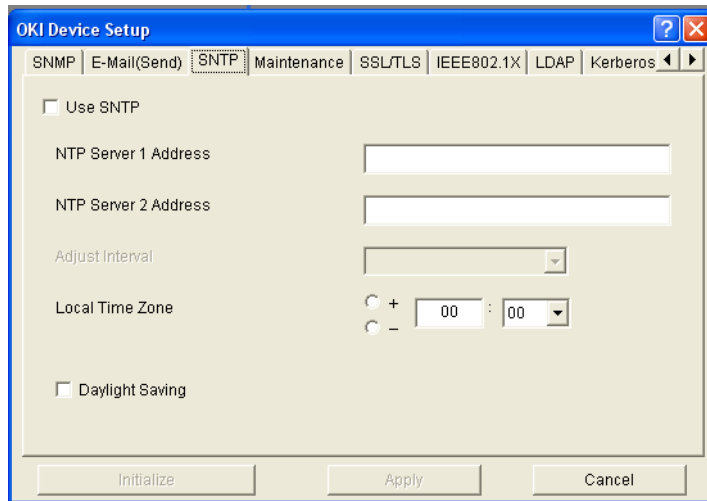 OKI Device Setup
SNMP E-Mail(Send) SNTP Maintenance SSL/TLS IEEE802.1X LDAP Kerberos
Use SNTP
NTP Server 1 Address
NTP Server 2 Address
Adjust Interval
Local Time Zone + 00 : 00
−
Daylight Saving
Initialize Apply Cancel